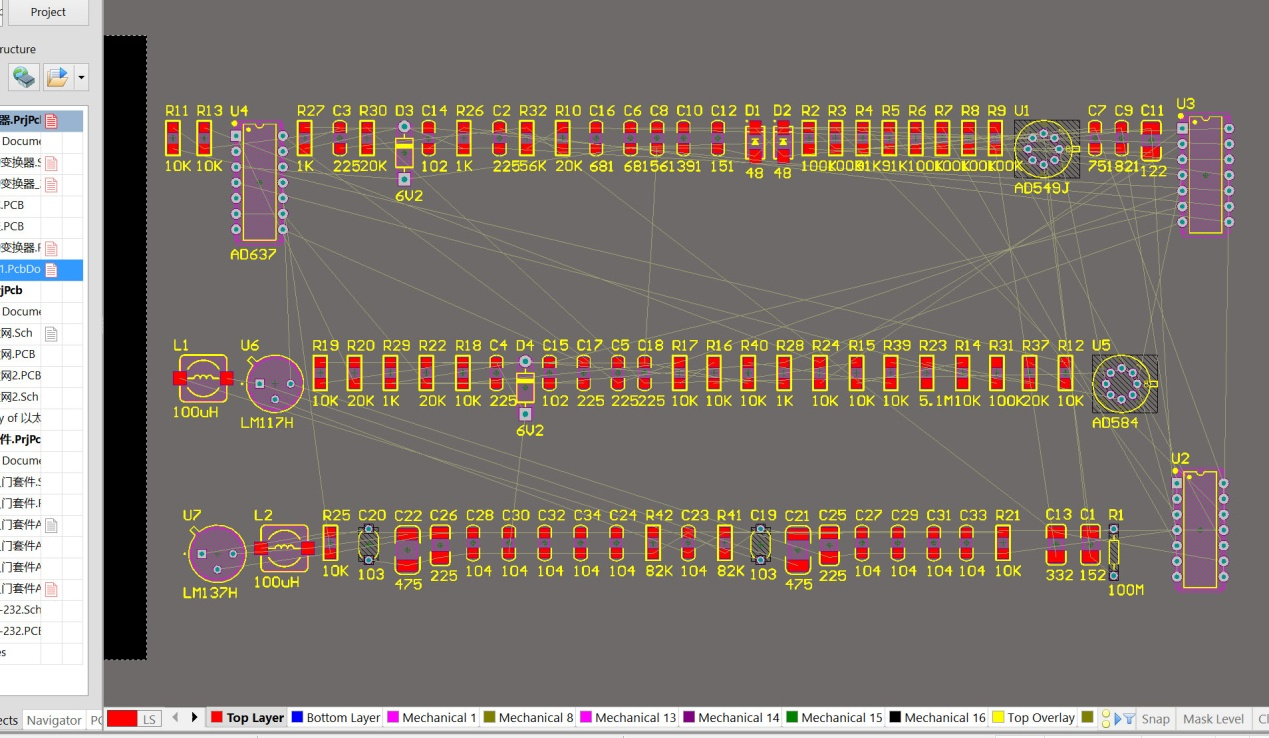 Project
ructure
R11 R13 U4 R27 C3 R30 D3 C14 R26 C2 R32 R10 C16 C6 C8 C10 C12 D1 D2 R2 R3 R4 R5 R6 R7 R8 R9 U1 C7 C9 C11 U3
器.PrjPcb
Docume
变换器.S
变换器_
.PCB
.PCB
变换器.P
1.PcbDo
jPcb
Docume
网.Sch
网.PCB
网2.PCB
网2.Sch
y of 以太
件.PrjPc
Docume
门套件.S
门套件.P
门套件A
门套件A
门套件A
门套件A
-232.Sch
-232.PCB
es
10K 10K 1K 225 20K 102 1K 225 56K 20K 681 681 561 391 151 48 48 751 821 122
6V2
AD549J
AD637
L1 U6 R19 R20 R29 R22 R18 C4 D4 C15 C17 C5 C18 R17 R16 R40 R28 R24 R15 R39 R23 R14 R31 R37 R12 U5
100uH 10K 20K 1K 20K 10K 225 102 225 225 225 10K 10K 10K 1K 10K 10K 10K 5.1M 10K 100K 20K 10K
LM117H 6V2 AD584
U2
U7 L2 R25 C20 C22 C26 C28 C30 C32 C34 C24 R42 C23 R41 C19 C21 C25 C27 C29 C31 C33 R21 C13 C1 R1
100uH 10K 103 475 225 104 104 104 104 104 82K 104 82K 103 475 225 104 104 104 104 10K 332 152
LM137H 100M
ects Navigator PC LS Top Layer Bottom Layer Mechanical 1 Mechanical 8 Mechanical 13 Mechanical 14 Mechanical 15 Mechanical 16 Top Overlay Snap Mask Level Cl